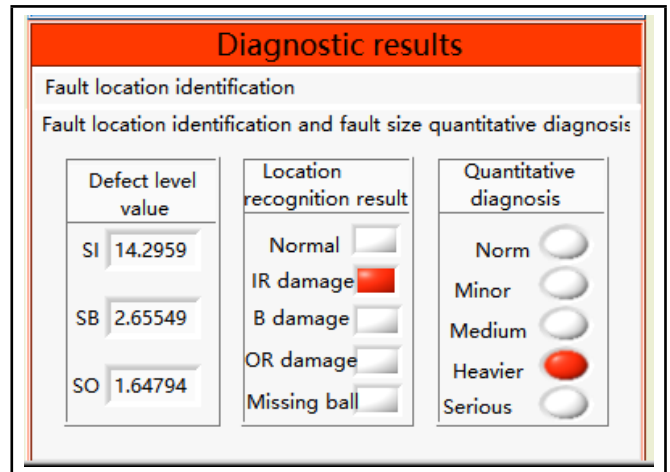 Diagnostic results
Fault location identification
Fault location identification and fault size quantitative diagnosis
Defect level
value
SI 14.2959
SB 2.65549
SO 1.64794
Location
recognition result
Normal
IR damage
B damage
OR damage
Missing ball
Quantitative
diagnosis
Norm
Minor
Medium
Heavier
Serious